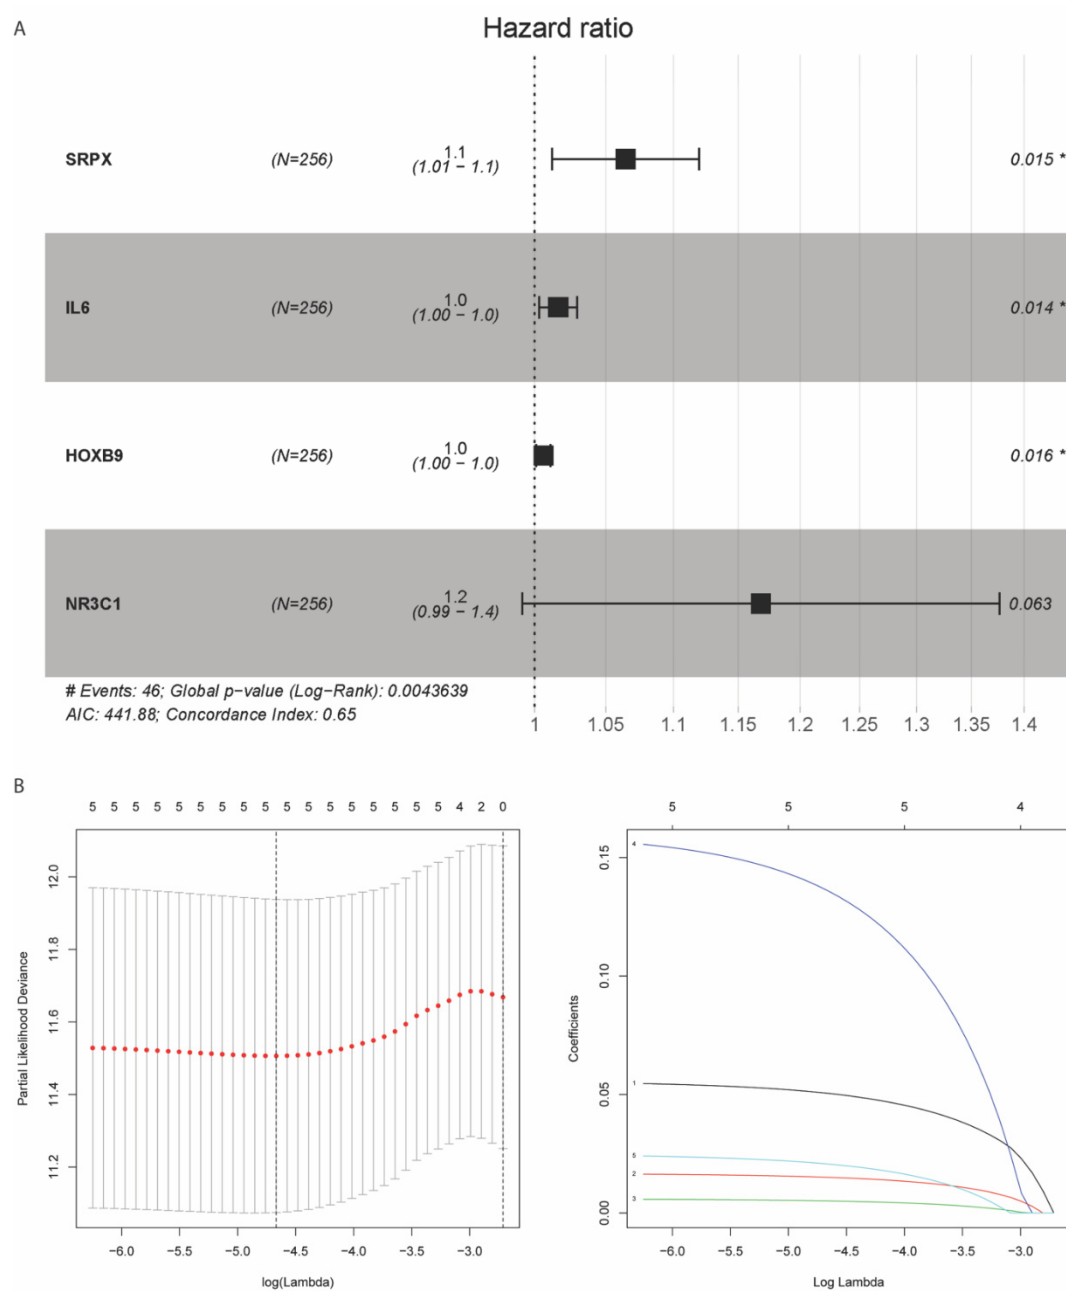 A
Hazard ratio
SRPX (N=256) 1.1 0.015 *
(1.01 − 1.1)
IL6 (N=256) 1.0 0.014 *
(1.00 − 1.0)
HOXB9 (N=256) 1.0 0.016 *
(1.00 − 1.0)
NR3C1 (N=256) 1.2 0.063
(0.99 − 1.4)
# Events: 46; Global p−value (Log−Rank): 0.0043639
AIC: 441.88; Concordance Index: 0.65
1 1.05 1.1 1.15 1.2 1.25 1.3 1.35 1.4
B
5 5 5 5 5 5 5 5 5 5 5 5 5 5 5 5 5 4 2 0
12.0
11.8
11.6
11.4
11.2
Partial Likelihood Deviance
−6.0 −5.5 −5.0 −4.5 −4.0 −3.5 −3.0
log(Lambda)
5 5 5 4
0.15
0.10
0.05
0.00
Coefficients
4
1
5
2
3
−6.0 −5.5 −5.0 −4.5 −4.0 −3.5 −3.0
Log Lambda